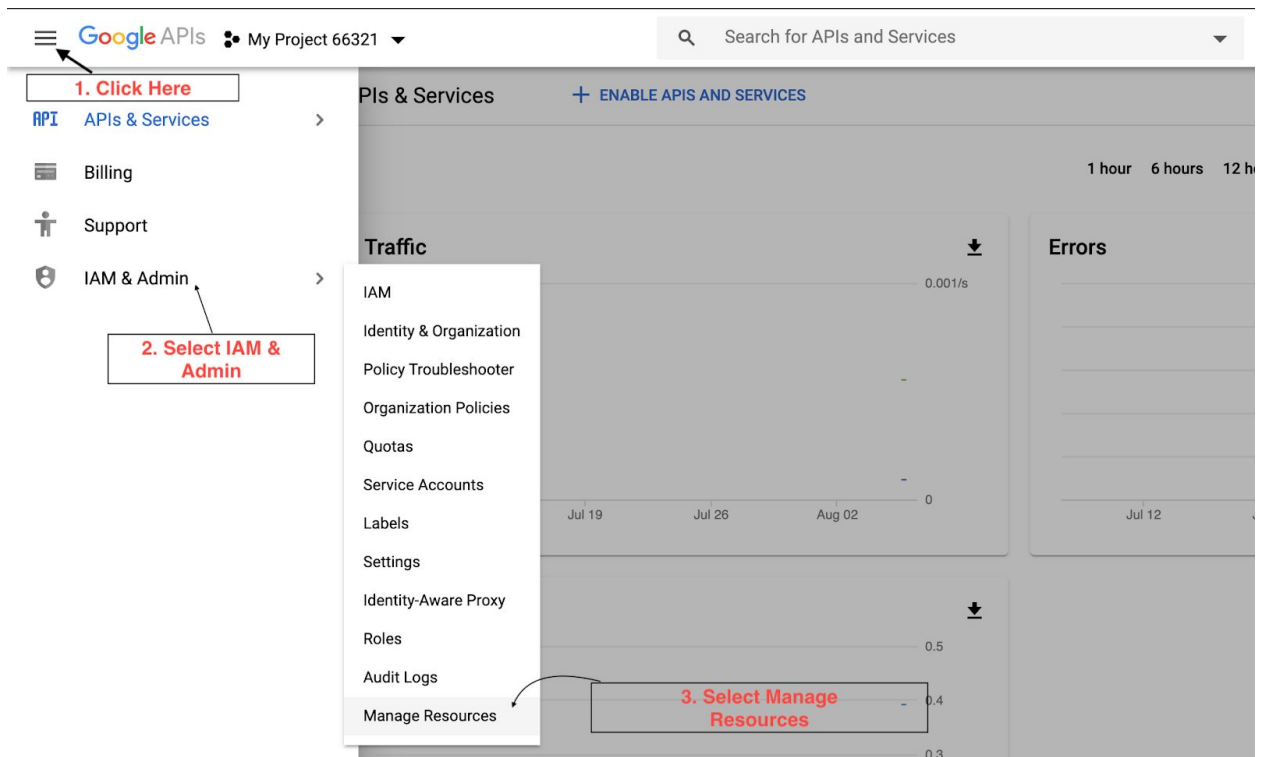 Google APIs My Project 66321 Search for APIs and Services
1. Click Here
API APIs & Services
Billing
Support
IAM & Admin
2. Select IAM &
Admin
IAM
Identity & Organization
Policy Troubleshooter
Organization Policies
Quotas
Service Accounts
Labels
Settings
Identity-Aware Proxy
Roles
Audit Logs
Manage Resources
3. Select Manage
Resources
PIs & Services + ENABLE APIS AND SERVICES
1 hour 6 hours 12 h
Traffic
0.001/s
0
Jul 19 Jul 26 Aug 02
Errors
Jul 12
0.5
0.4
0.3